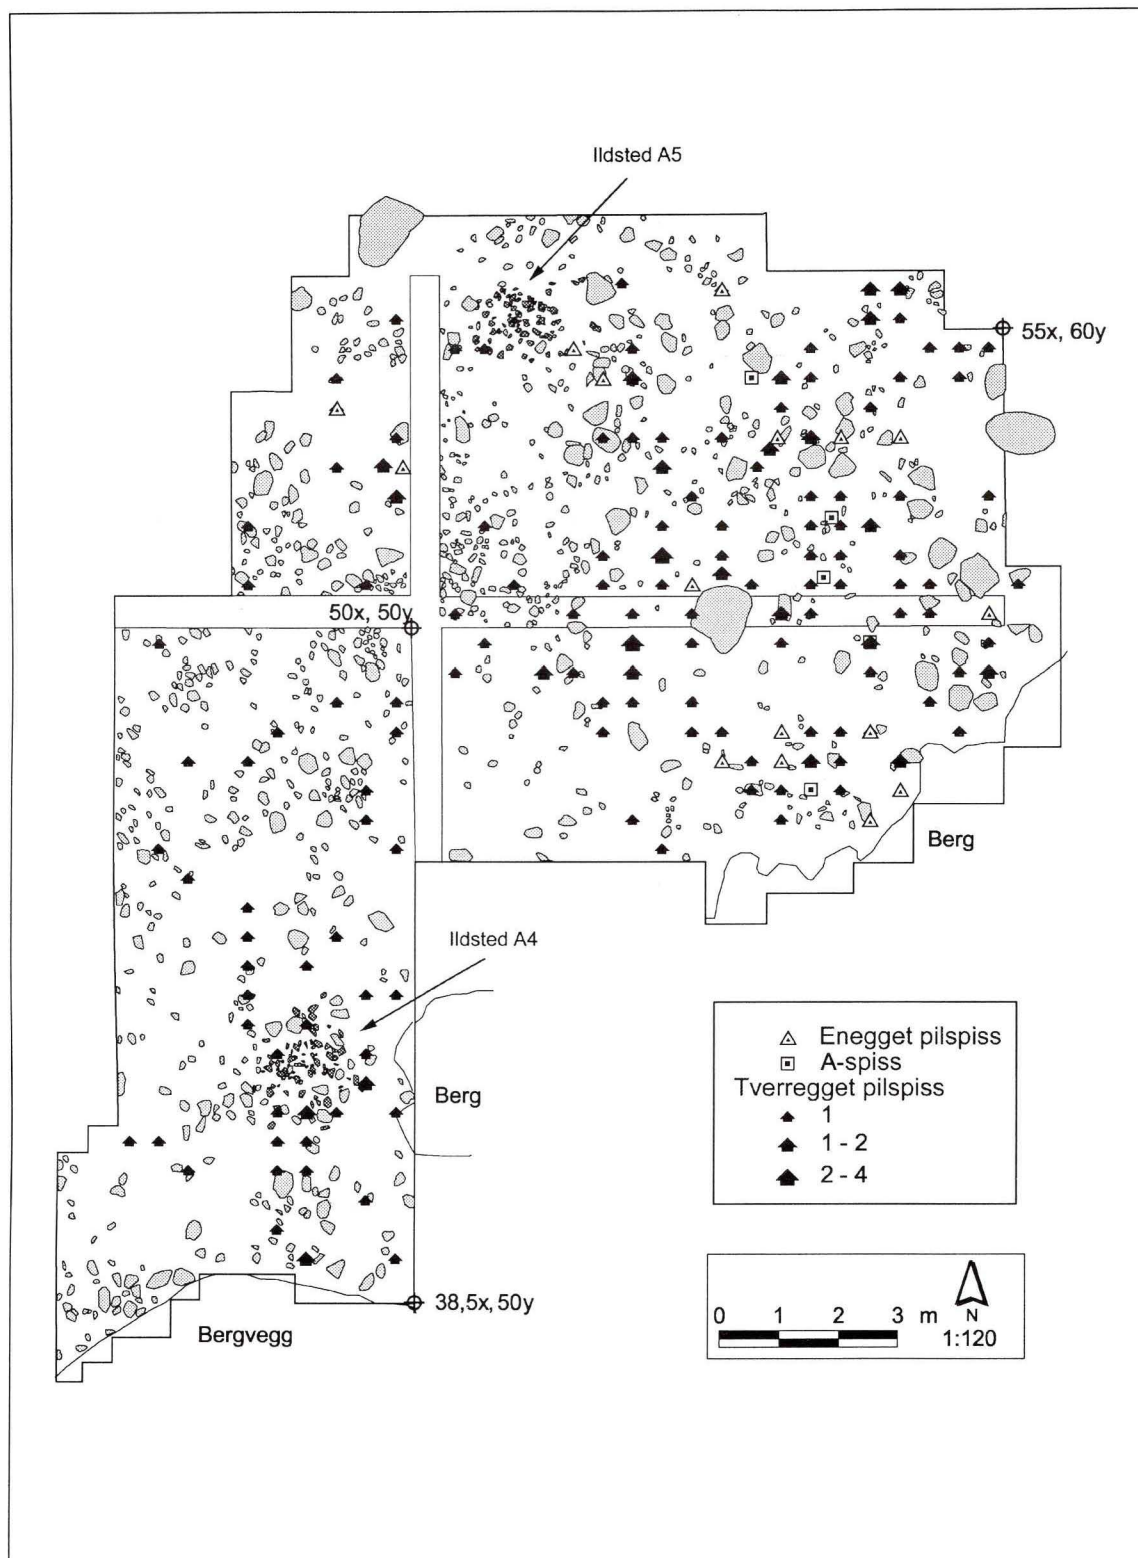 Ildsted A5
55x, 60y
50x, 50y
Berg
Ildsted A4
Berg
Enegget pilspiss
A-spiss
Tverregget pilspiss
1
1 - 2
2 - 4
38,5x, 50y
Bergvegg
0 1 2 3 m
N
1:120